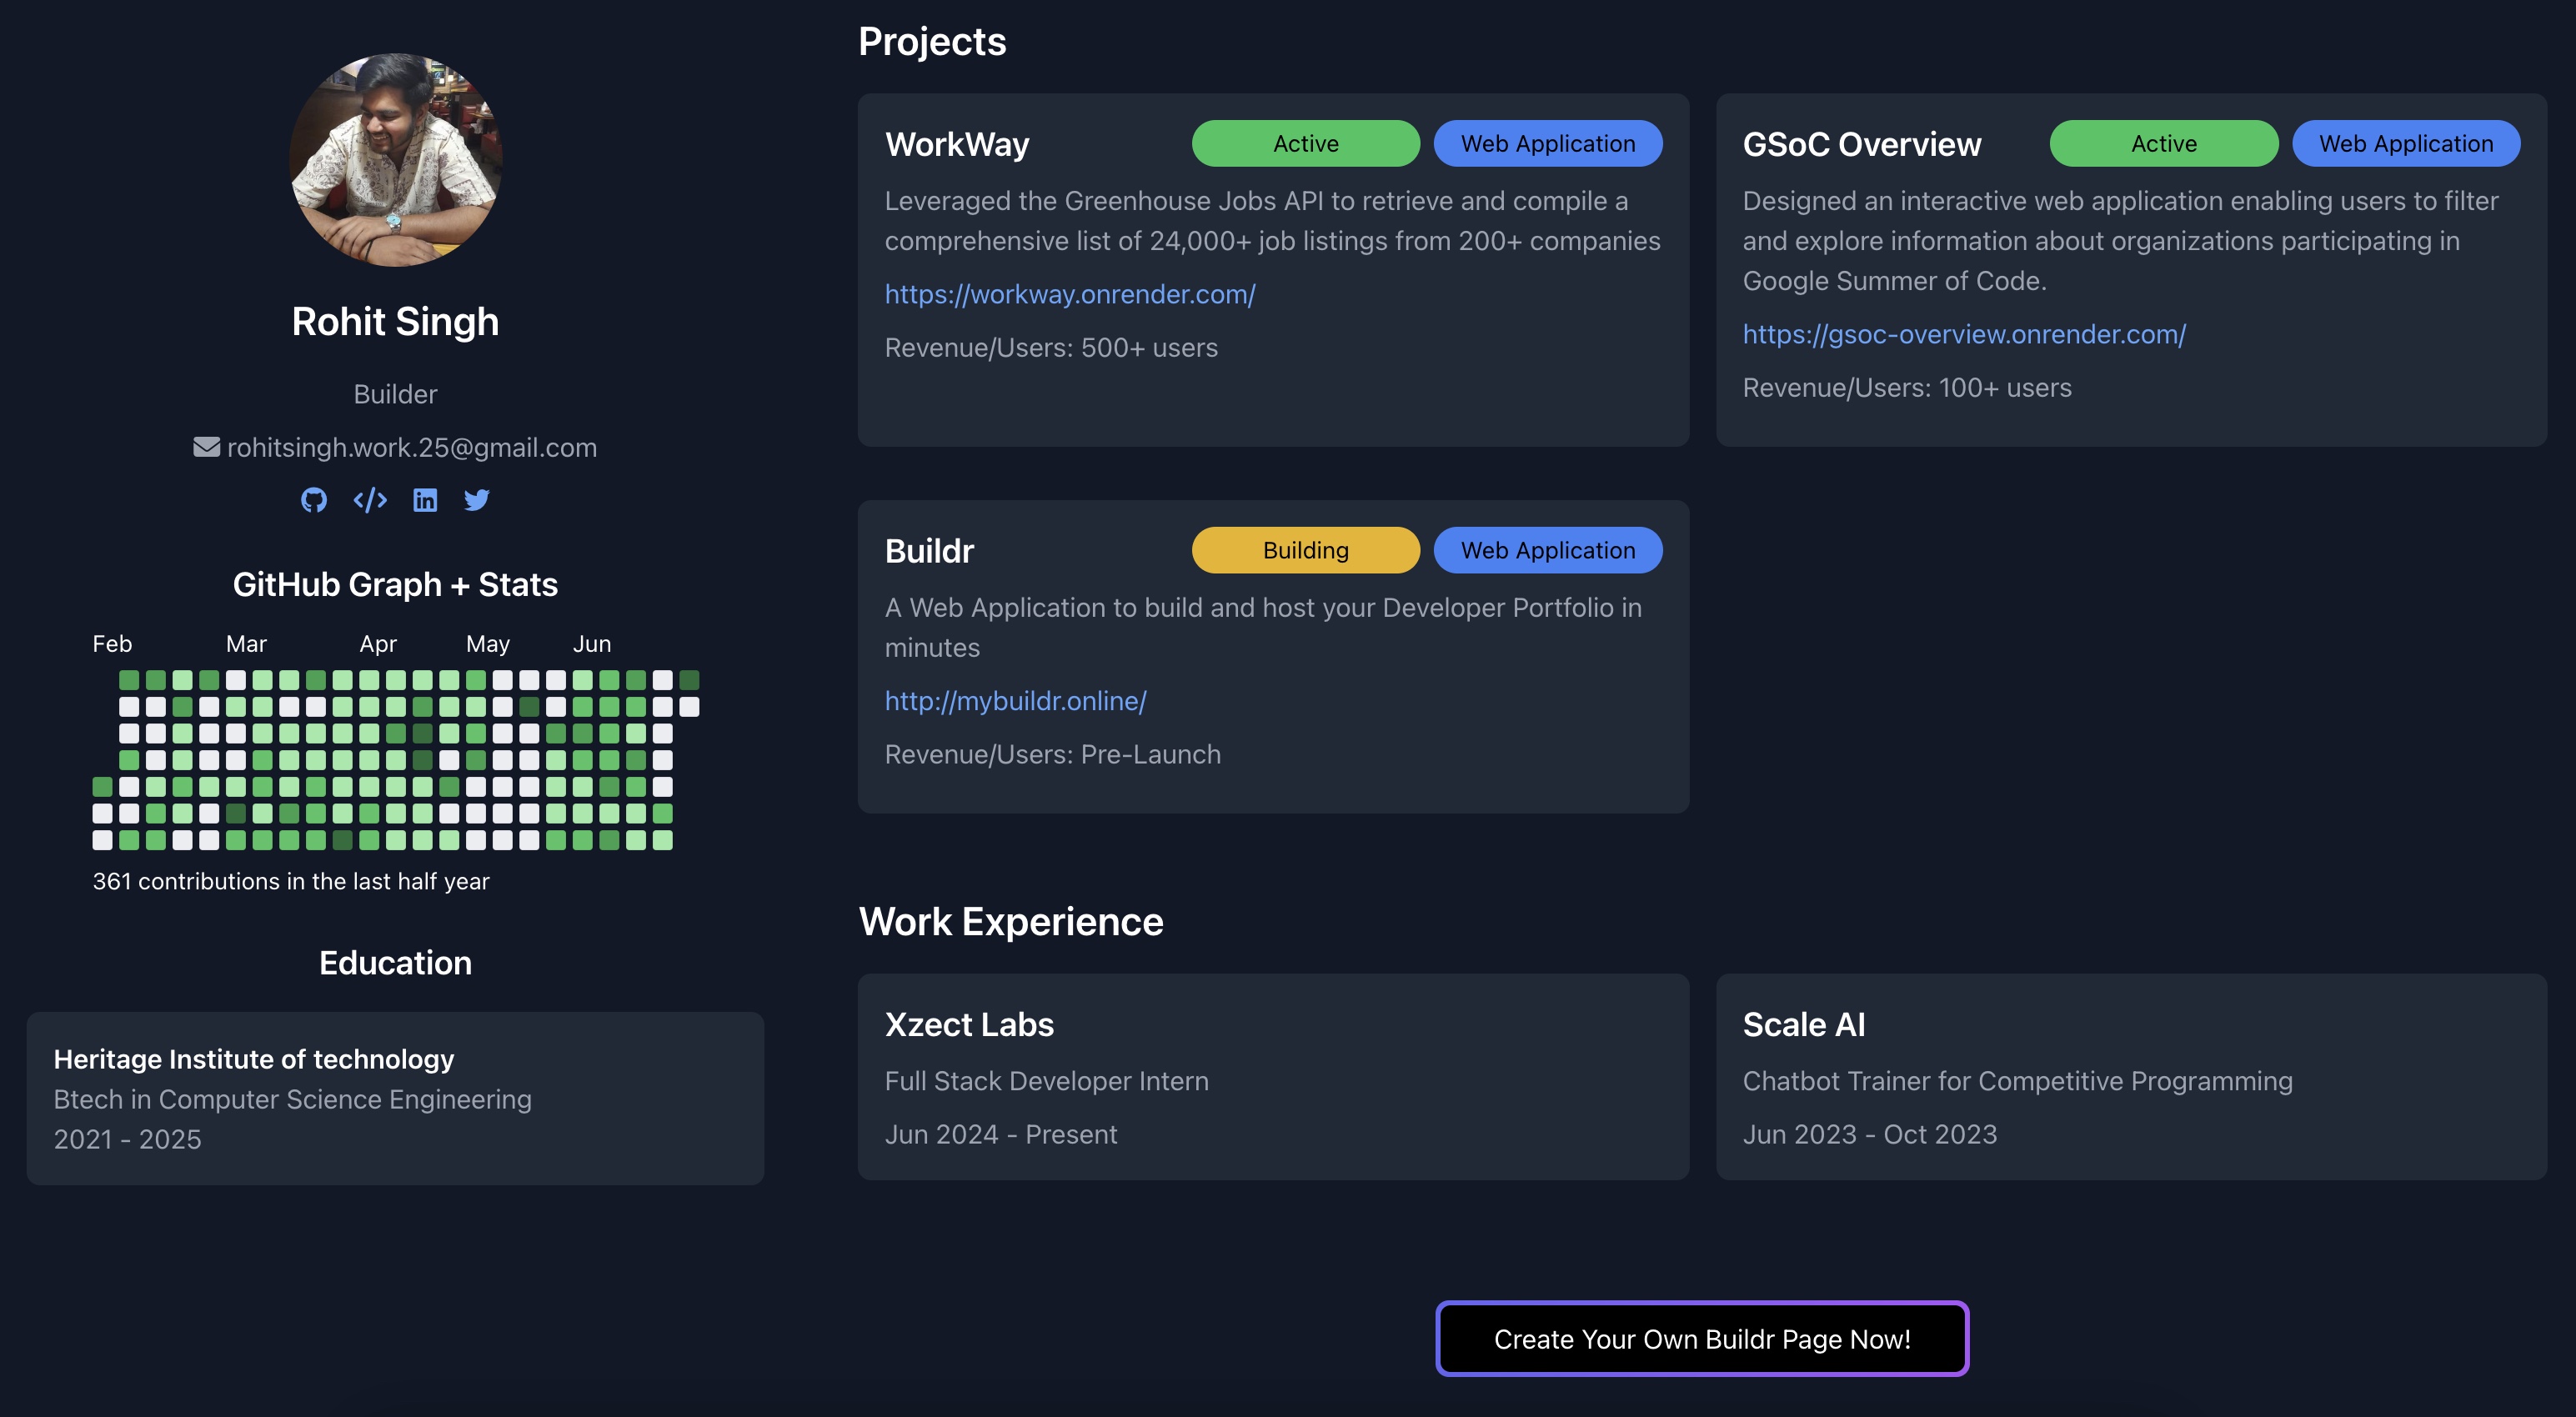 Rohit Singh
Builder
rohitsingh.work.25@gmail.com
GitHub Graph + Stats
Feb Mar Apr May Jun
361 contributions in the last half year
Education
Heritage Institute of technology
Btech in Computer Science Engineering
2021 - 2025
Projects
WorkWay Active Web Application
Leveraged the Greenhouse Jobs API to retrieve and compile a
comprehensive list of 24,000+ job listings from 200+ companies
https://workway.onrender.com/
Revenue/Users: 500+ users
GSoC Overview Active Web Application
Designed an interactive web application enabling users to filter
and explore information about organizations participating in
Google Summer of Code.
https://gsoc-overview.onrender.com/
Revenue/Users: 100+ users
Buildr Building Web Application
A Web Application to build and host your Developer Portfolio in
minutes
http://mybuildr.online/
Revenue/Users: Pre-Launch
Work Experience
Xzect Labs
Full Stack Developer Intern
Jun 2024 - Present
Scale AI
Chatbot Trainer for Competitive Programming
Jun 2023 - Oct 2023
Create Your Own Buildr Page Now!